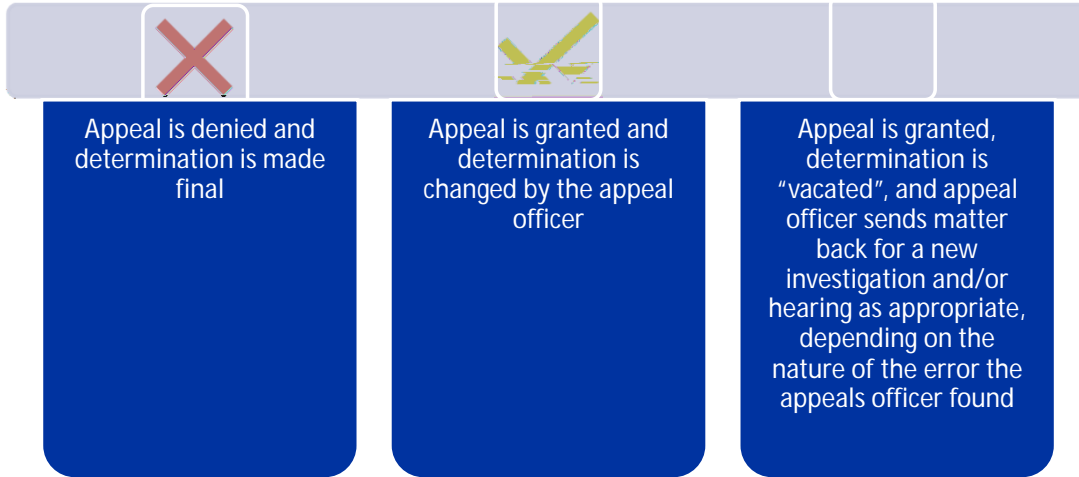 Appeal is denied and
determination is made
final
Appeal is granted and
determination is
changed by the appeal
officer
Appeal is granted,
determination is
“vacated”, and appeal
officer sends matter
back for a new
investigation and/or
hearing as appropriate,
depending on the
nature of the error the
appeals officer found